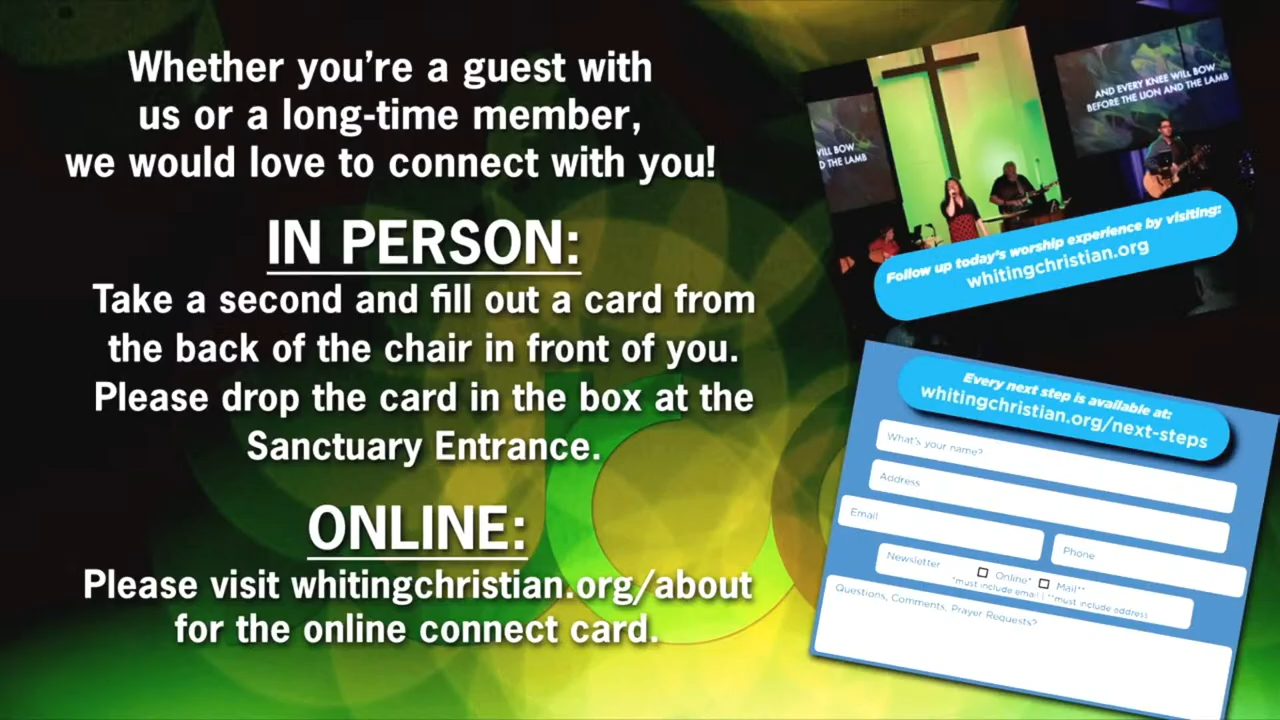 Whether you're a guest with
us or a long-time member,
we would love to connect with you!
IN PERSON:
Take a second and fill out a card from
the back of the chair in front of you.
Please drop the card in the box at the
Sanctuary Entrance.
ONLINE:
Please visit whitingchristian.org/about
for the online connect card.
AND EVERY KNEE WILL BOW
BEFORE THE LION AND THE LAMB
WILL BOW
D THE LAMB
Follow up today's worship experience by visiting:
whitingchristian.org
Every next step is available at:
whitingchristian.org/next-steps
What's your name?
Address
Email
Phone
Newsletter Online* Mail**
*must include email | **must include address
Questions, Comments, Prayer Requests?